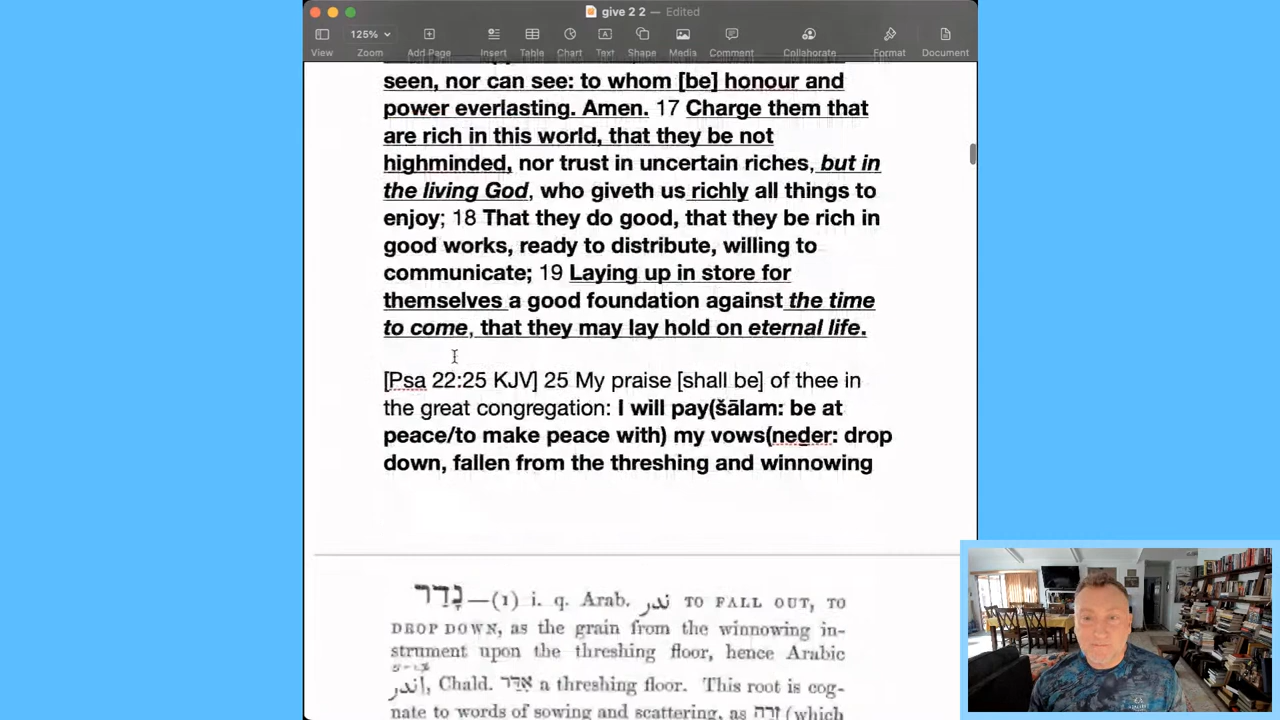 give 2 2 — Edited
125%
View Zoom Add Page Insert Table Chart Text Shape Media Comment Collaborate Format Document
seen, nor can see: to whom [be] honour and
power everlasting. Amen. 17 Charge them that
are rich in this world, that they be not
highminded, nor trust in uncertain riches, but in
the living God, who giveth us richly all things to
enjoy; 18 That they do good, that they be rich in
good works, ready to distribute, willing to
communicate; 19 Laying up in store for
themselves a good foundation against the time
to come, that they may lay hold on eternal life.
[Psa 22:25 KJV] 25 My praise [shall be] of thee in
the great congregation: I will pay(šālam: be at
peace/to make peace with) my vows(neder: drop
down, fallen from the threshing and winnowing
נָדַר—(1) i. q. Arab. ندر TO FALL OUT, TO
DROP DOWN, as the grain from the winnowing in-
strument upon the threshing floor, hence Arabic
اندر, Chald. אִדַּר a threshing floor. This root is cog-
nate to words of sowing and scattering, as זָרָה (which